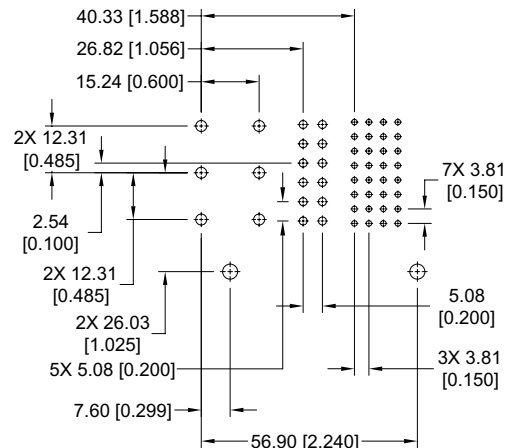 40.33 [1.588]
26.82 [1.056]
15.24 [0.600]
2X 12.31
[0.485]
7X 3.81
[0.150]
2.54
[0.100]
2X 12.31
[0.485]
5.08
[0.200]
2X 26.03
[1.025]
5X 5.08 [0.200]
3X 3.81
[0.150]
7.60 [0.299]
56.90 [2.240]